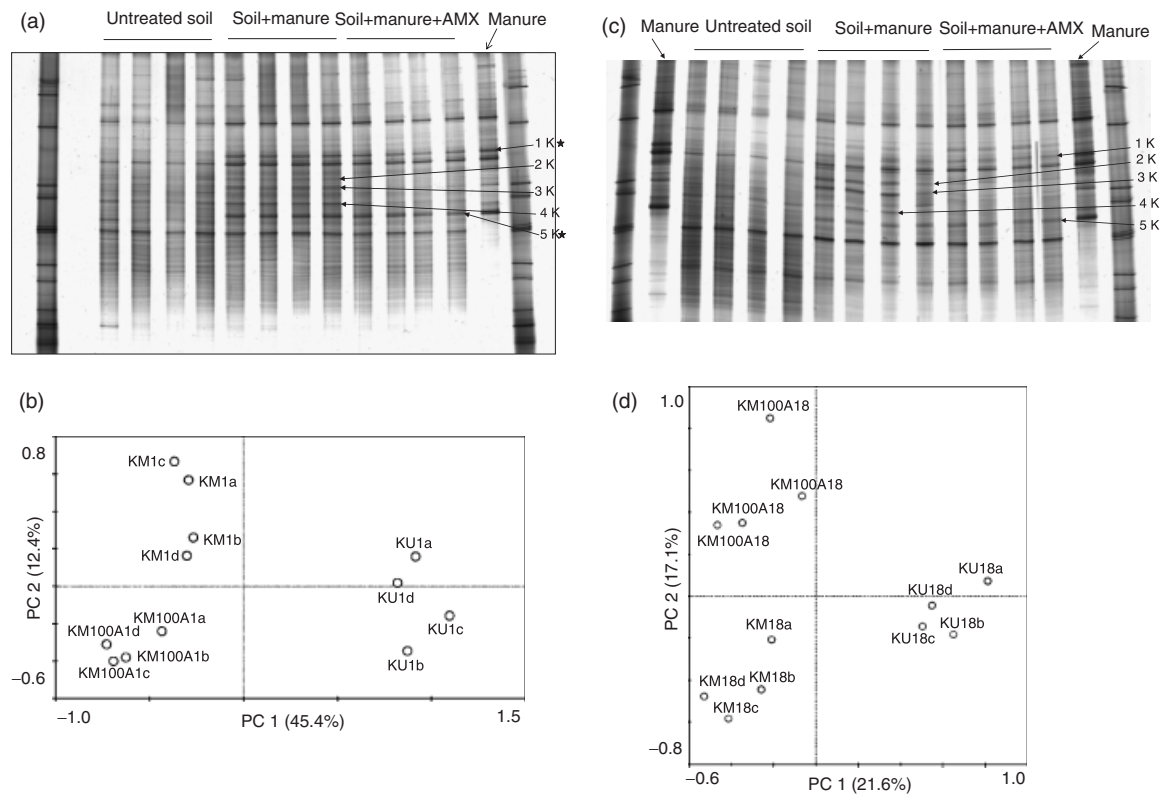 (a)
Untreated soil Soil+manure Soil+manure+AMX Manure
1 K★
2 K
3 K
4 K
5 K★
(c)
Manure Untreated soil Soil+manure Soil+manure+AMX Manure
1 K
2 K
3 K
4 K
5 K
(b)
0.8
KM1c
KM1a
KM1b
KM1d
KU1a
KU1d
KM100A1a
KM100A1d
KU1c
KM100A1b
KM100A1c
KU1b
PC 2 (12.4%)
−0.6
−1.0 PC 1 (45.4%) 1.5
(d)
1.0
KM100A18
KM100A18
KM100A18
KM100A18
KU18a
KU18d
KU18c KU18b
KM18a
KM18d KM18b
KM18c
PC 2 (17.1%)
−0.8
−0.6 PC 1 (21.6%) 1.0